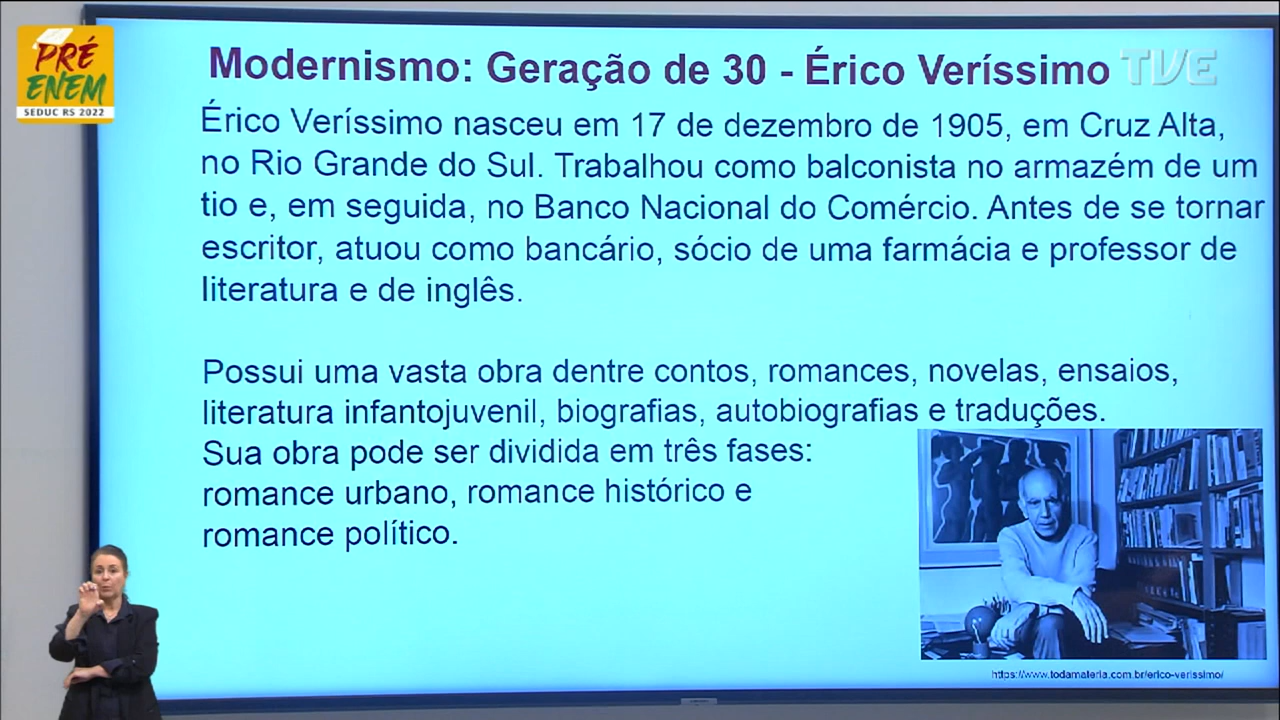 PRÉ
ENEM
SEDUC RS 2022
Modernismo: Geração de 30 - Érico Veríssimo
TVE
Érico Veríssimo nasceu em 17 de dezembro de 1905, em Cruz Alta,
no Rio Grande do Sul. Trabalhou como balconista no armazém de um
tio e, em seguida, no Banco Nacional do Comércio. Antes de se tornar
escritor, atuou como bancário, sócio de uma farmácia e professor de
literatura e de inglês.
Possui uma vasta obra dentre contos, romances, novelas, ensaios,
literatura infantojuvenil, biografias, autobiografias e traduções.
Sua obra pode ser dividida em três fases:
romance urbano, romance histórico e
romance político.
https://www.todamateria.com.br/erico-verissimo/